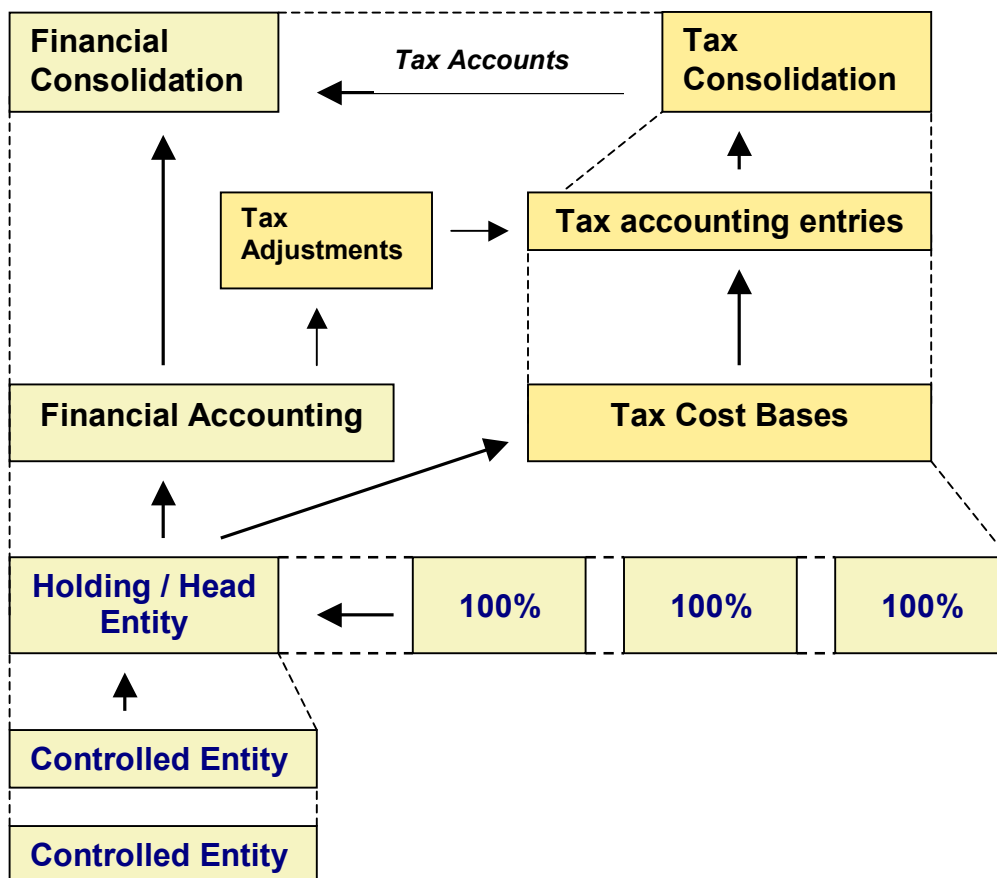 Financial
Consolidation
Tax Accounts
Tax
Consolidation
Tax
Adjustments
Tax accounting entries
Financial Accounting
Tax Cost Bases
Holding / Head
Entity
100%
100%
100%
Controlled Entity
Controlled Entity